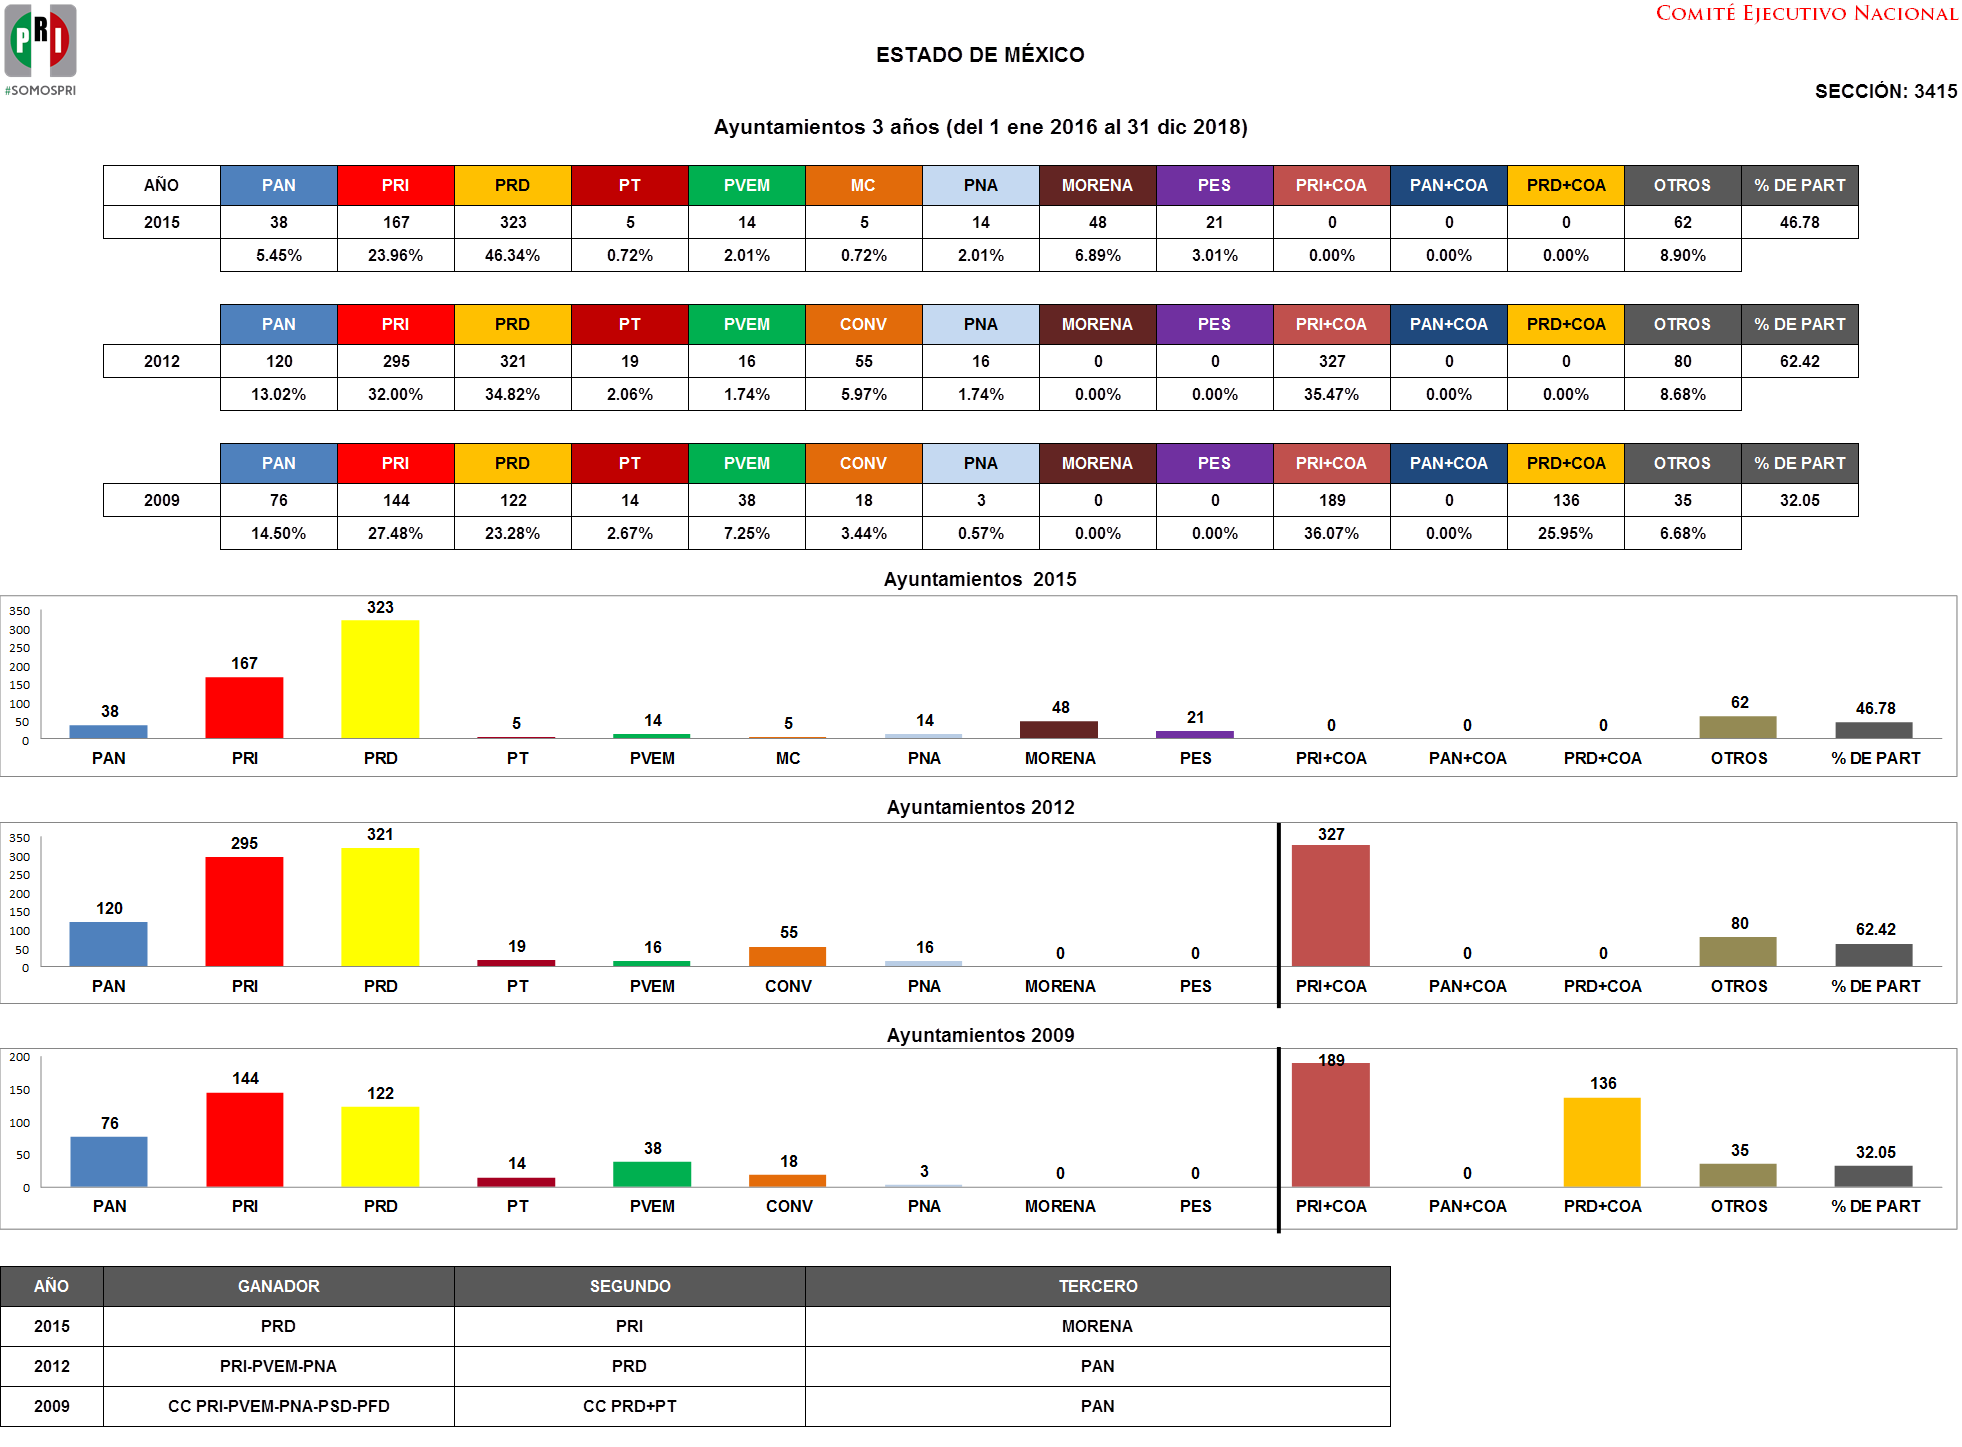 PRI
#SOMOSPRI
COMITÉ EJECUTIVO NACIONAL
ESTADO DE MÉXICO
SECCIÓN: 3415
Ayuntamientos 3 años (del 1 ene 2016 al 31 dic 2018)
AÑO PAN PRI PRD PT PVEM MC PNA MORENA PES PRI+COA PAN+COA PRD+COA OTROS % DE PART
2015 38 167 323 5 14 5 14 48 21 0 0 0 62 46.78
5.45% 23.96% 46.34% 0.72% 2.01% 0.72% 2.01% 6.89% 3.01% 0.00% 0.00% 0.00% 8.90%
PAN PRI PRD PT PVEM CONV PNA MORENA PES PRI+COA PAN+COA PRD+COA OTROS % DE PART
2012 120 295 321 19 16 55 16 0 0 327 0 0 80 62.42
13.02% 32.00% 34.82% 2.06% 1.74% 5.97% 1.74% 0.00% 0.00% 35.47% 0.00% 0.00% 8.68%
PAN PRI PRD PT PVEM CONV PNA MORENA PES PRI+COA PAN+COA PRD+COA OTROS % DE PART
2009 76 144 122 14 38 18 3 0 0 189 0 136 35 32.05
14.50% 27.48% 23.28% 2.67% 7.25% 3.44% 0.57% 0.00% 0.00% 36.07% 0.00% 25.95% 6.68%
Ayuntamientos 2015
350
300
250
200
150
100
50
0
38 167 323 5 14 5 14 48 21 0 0 0 62 46.78
PAN PRI PRD PT PVEM MC PNA MORENA PES PRI+COA PAN+COA PRD+COA OTROS % DE PART
Ayuntamientos 2012
350
300
250
200
150
100
50
0
120 295 321 19 16 55 16 0 0 327 0 0 80 62.42
PAN PRI PRD PT PVEM CONV PNA MORENA PES PRI+COA PAN+COA PRD+COA OTROS % DE PART
Ayuntamientos 2009
200
150
100
50
0
76 144 122 14 38 18 3 0 0 189 0 136 35 32.05
PAN PRI PRD PT PVEM CONV PNA MORENA PES PRI+COA PAN+COA PRD+COA OTROS % DE PART
AÑO GANADOR SEGUNDO TERCERO
2015 PRD PRI MORENA
2012 PRI-PVEM-PNA PRD PAN
2009 CC PRI-PVEM-PNA-PSD-PFD CC PRD+PT PAN